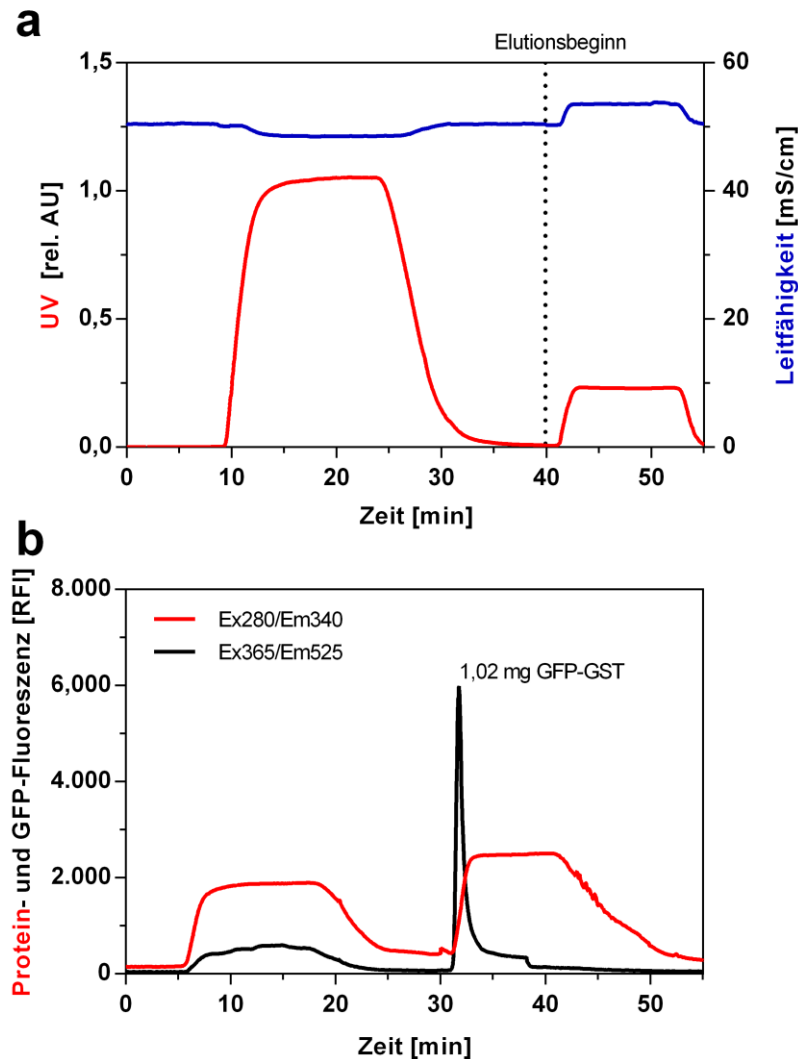 a
Elutionsbeginn
1,5
1,0
0,5
0,0
UV [rel. AU]
60
40
20
0
Leitfähigkeit [mS/cm]
0 10 20 30 40 50
Zeit [min]
b
8.000
6,000
4.000
2.000
0
Protein- und GFP-Fluoreszenz [RFI]
Ex280/Em340
Ex365/Em525
1,02 mg GFP-GST
0 10 20 30 40 50
Zeit [min]